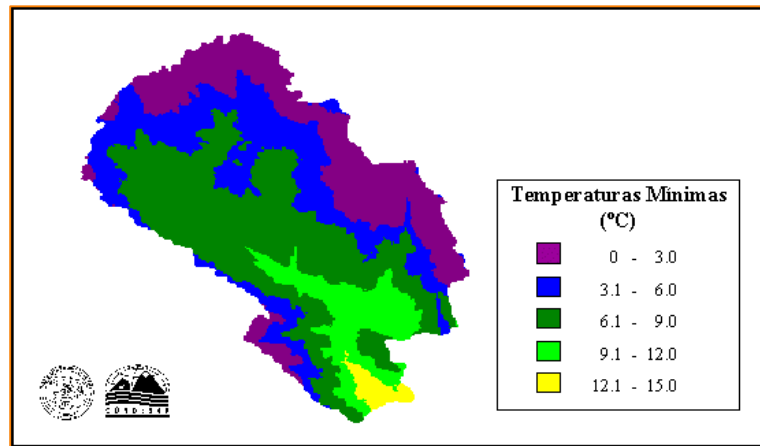 Temperaturas Mínimas
(ºC)
0 - 3.0
3.1 - 6.0
6.1 - 9.0
9.1 - 12.0
12.1 - 15.0